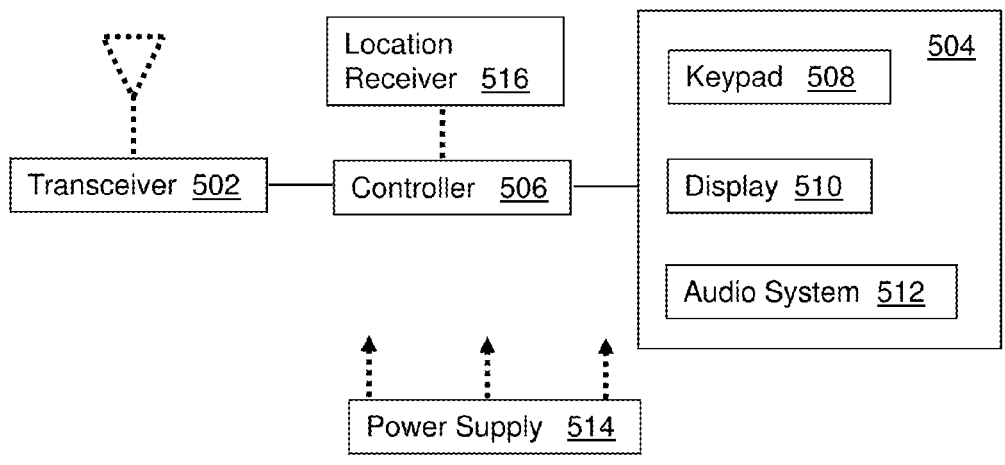 Location
Receiver 516
504
Keypad 508
Transceiver 502
Controller 506
Display 510
Audio System 512
Power Supply 514